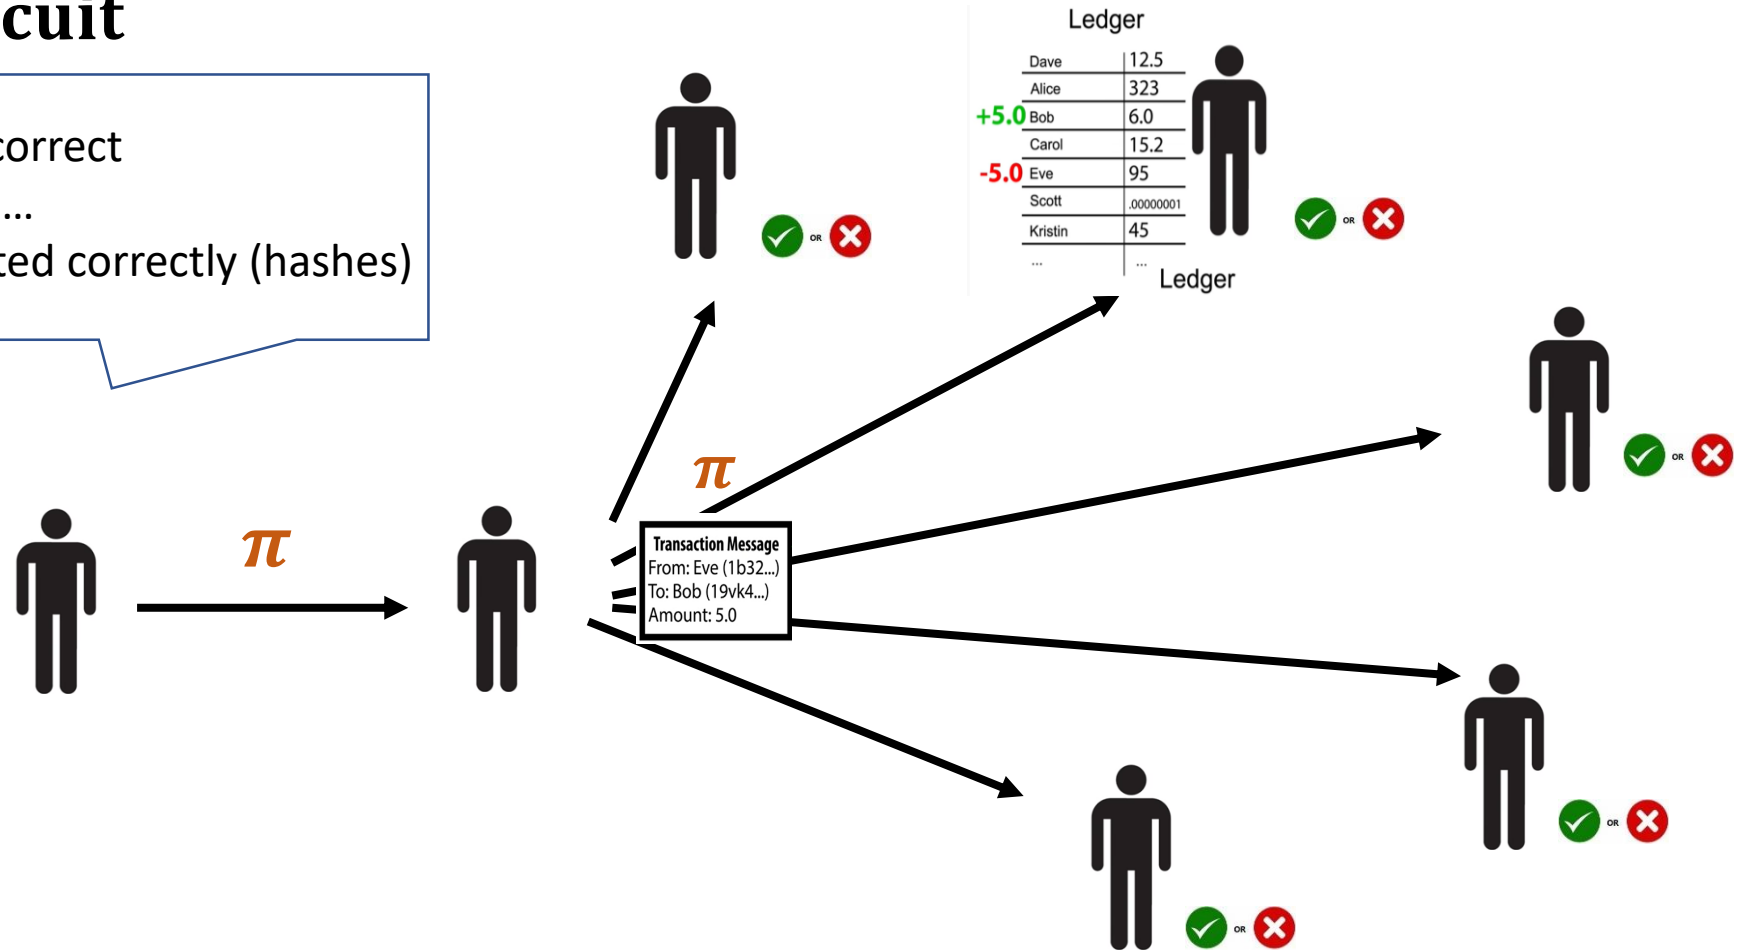 cuit
correct
...
ted correctly (hashes)
Ledger
Dave 12.5
Alice 323
+5.0 Bob 6.0
Carol 15.2
-5.0 Eve 95
Scott .00000001
Kristin 45
... ...
Ledger
OR
OR
OR
π
π
Transaction Message
From: Eve (1b32...)
To: Bob (19vk4...)
Amount: 5.0
OR
OR